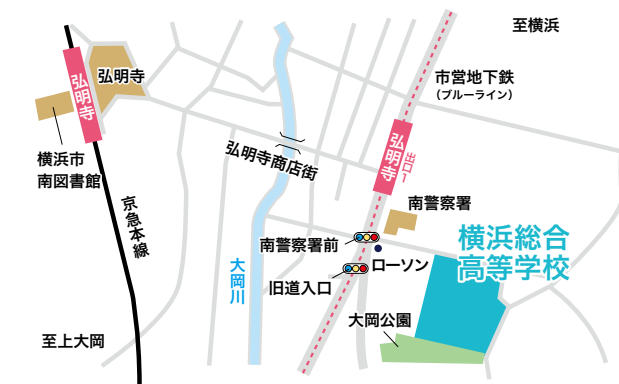 至横浜
弘明寺
弘明寺
市営地下鉄
(ブルーライン)
弘明寺
出口1
横浜市
南図書館
弘明寺商店街
南警察署
京急本線
南警察署前
横浜総合
高等学校
大岡川
ローソン
旧道入口
大岡公園
至上大岡